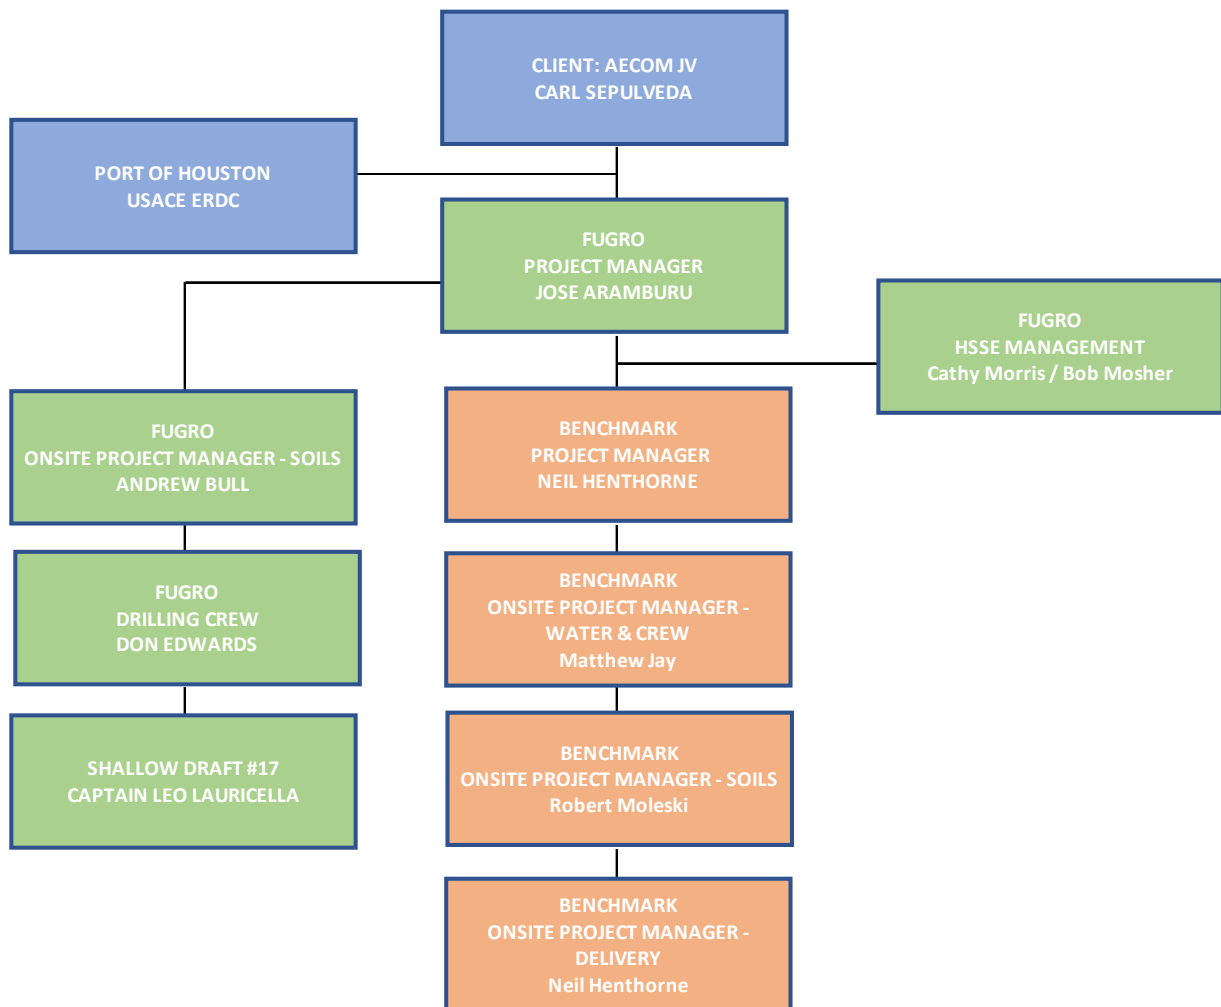 CLIENT: AECOM JV
CARL SEPULVEDA
PORT OF HOUSTON
USACE ERDC
FUGRO
PROJECT MANAGER
JOSE ARAMBURU
FUGRO
HSSE MANAGEMENT
Cathy Morris / Bob Mosher
FUGRO
ONSITE PROJECT MANAGER - SOILS
ANDREW BULL
BENCHMARK
PROJECT MANAGER
NEIL HENTHORNE
FUGRO
DRILLING CREW
DON EDWARDS
BENCHMARK
ONSITE PROJECT MANAGER -
WATER & CREW
Matthew Jay
SHALLOW DRAFT #17
CAPTAIN LEO LAURICELLA
BENCHMARK
ONSITE PROJECT MANAGER - SOILS
Robert Moleski
BENCHMARK
ONSITE PROJECT MANAGER -
DELIVERY
Neil Henthorne